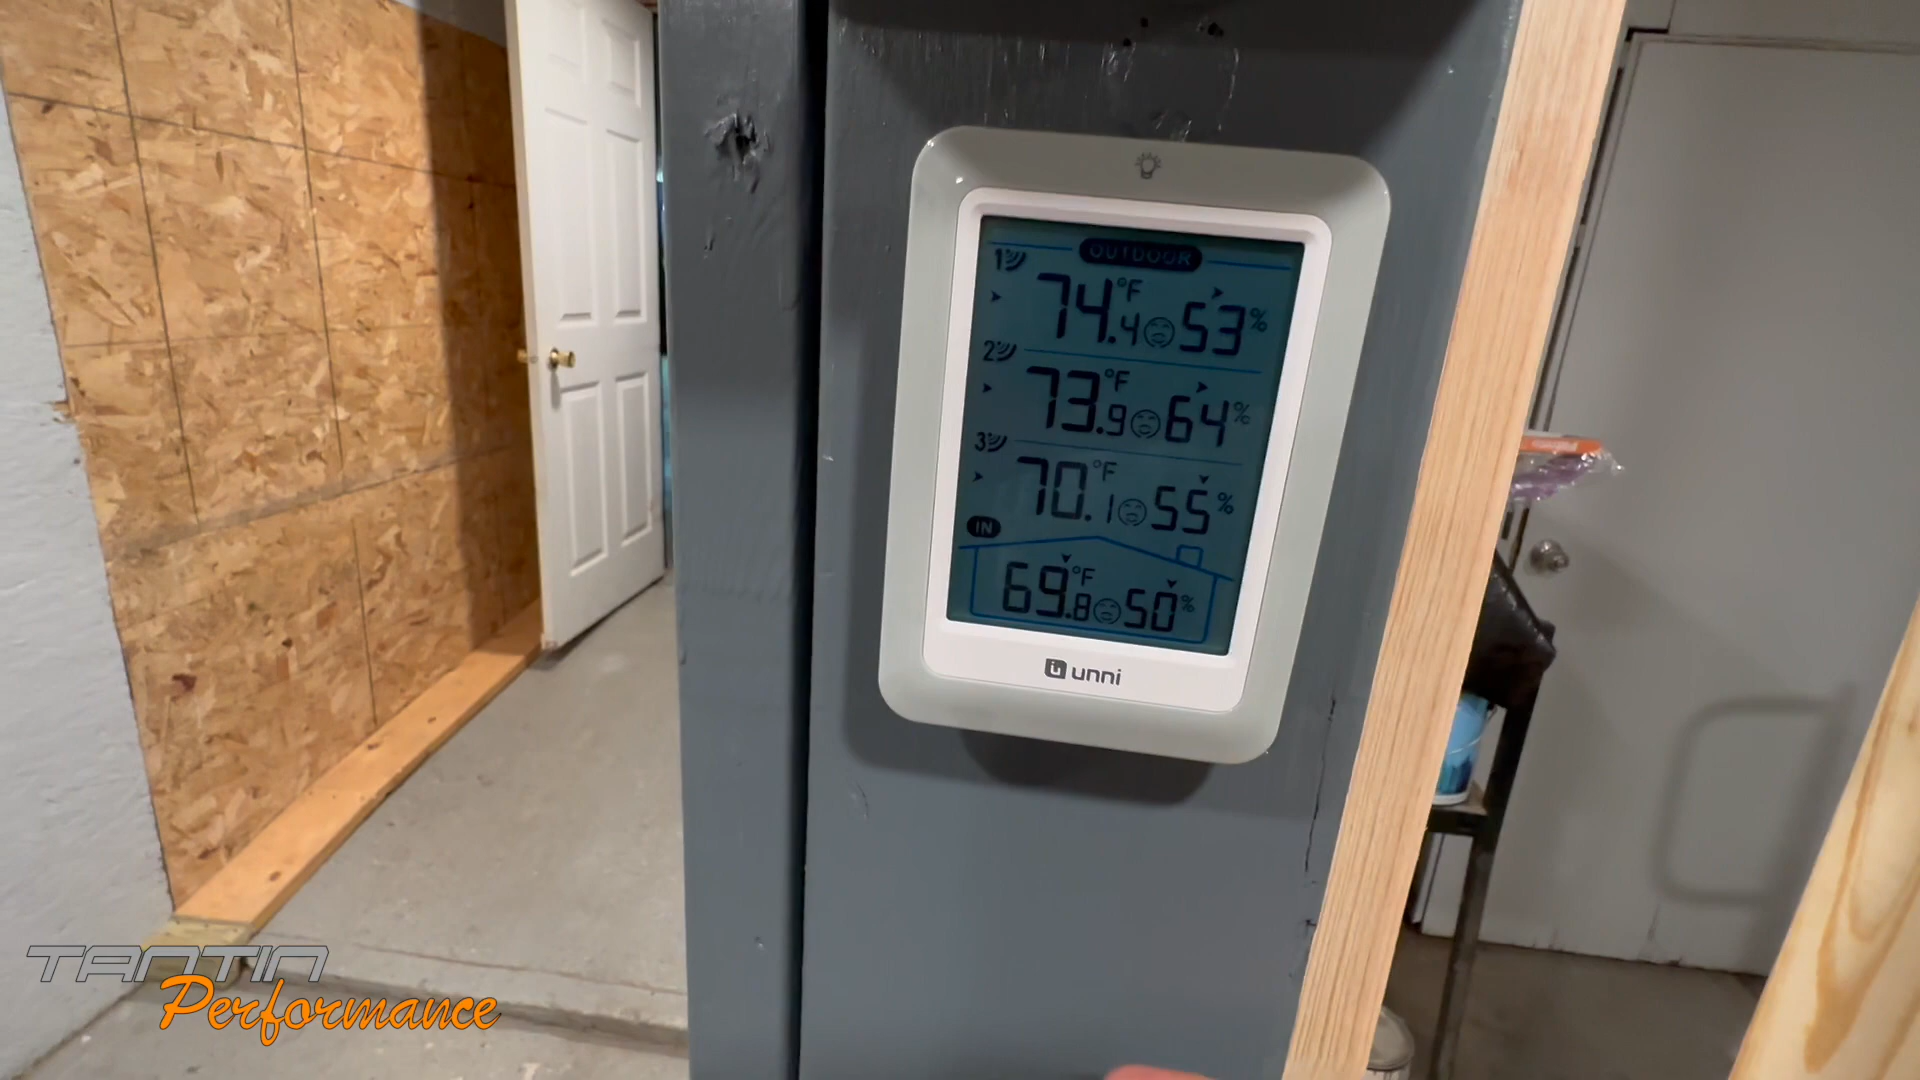 OUTDOOR
1 74.4 °F 53%
2 73.9 °F 64%
3 70.1 °F 55%
IN
69.8 °F 50%
unni
TANTIN
Performance